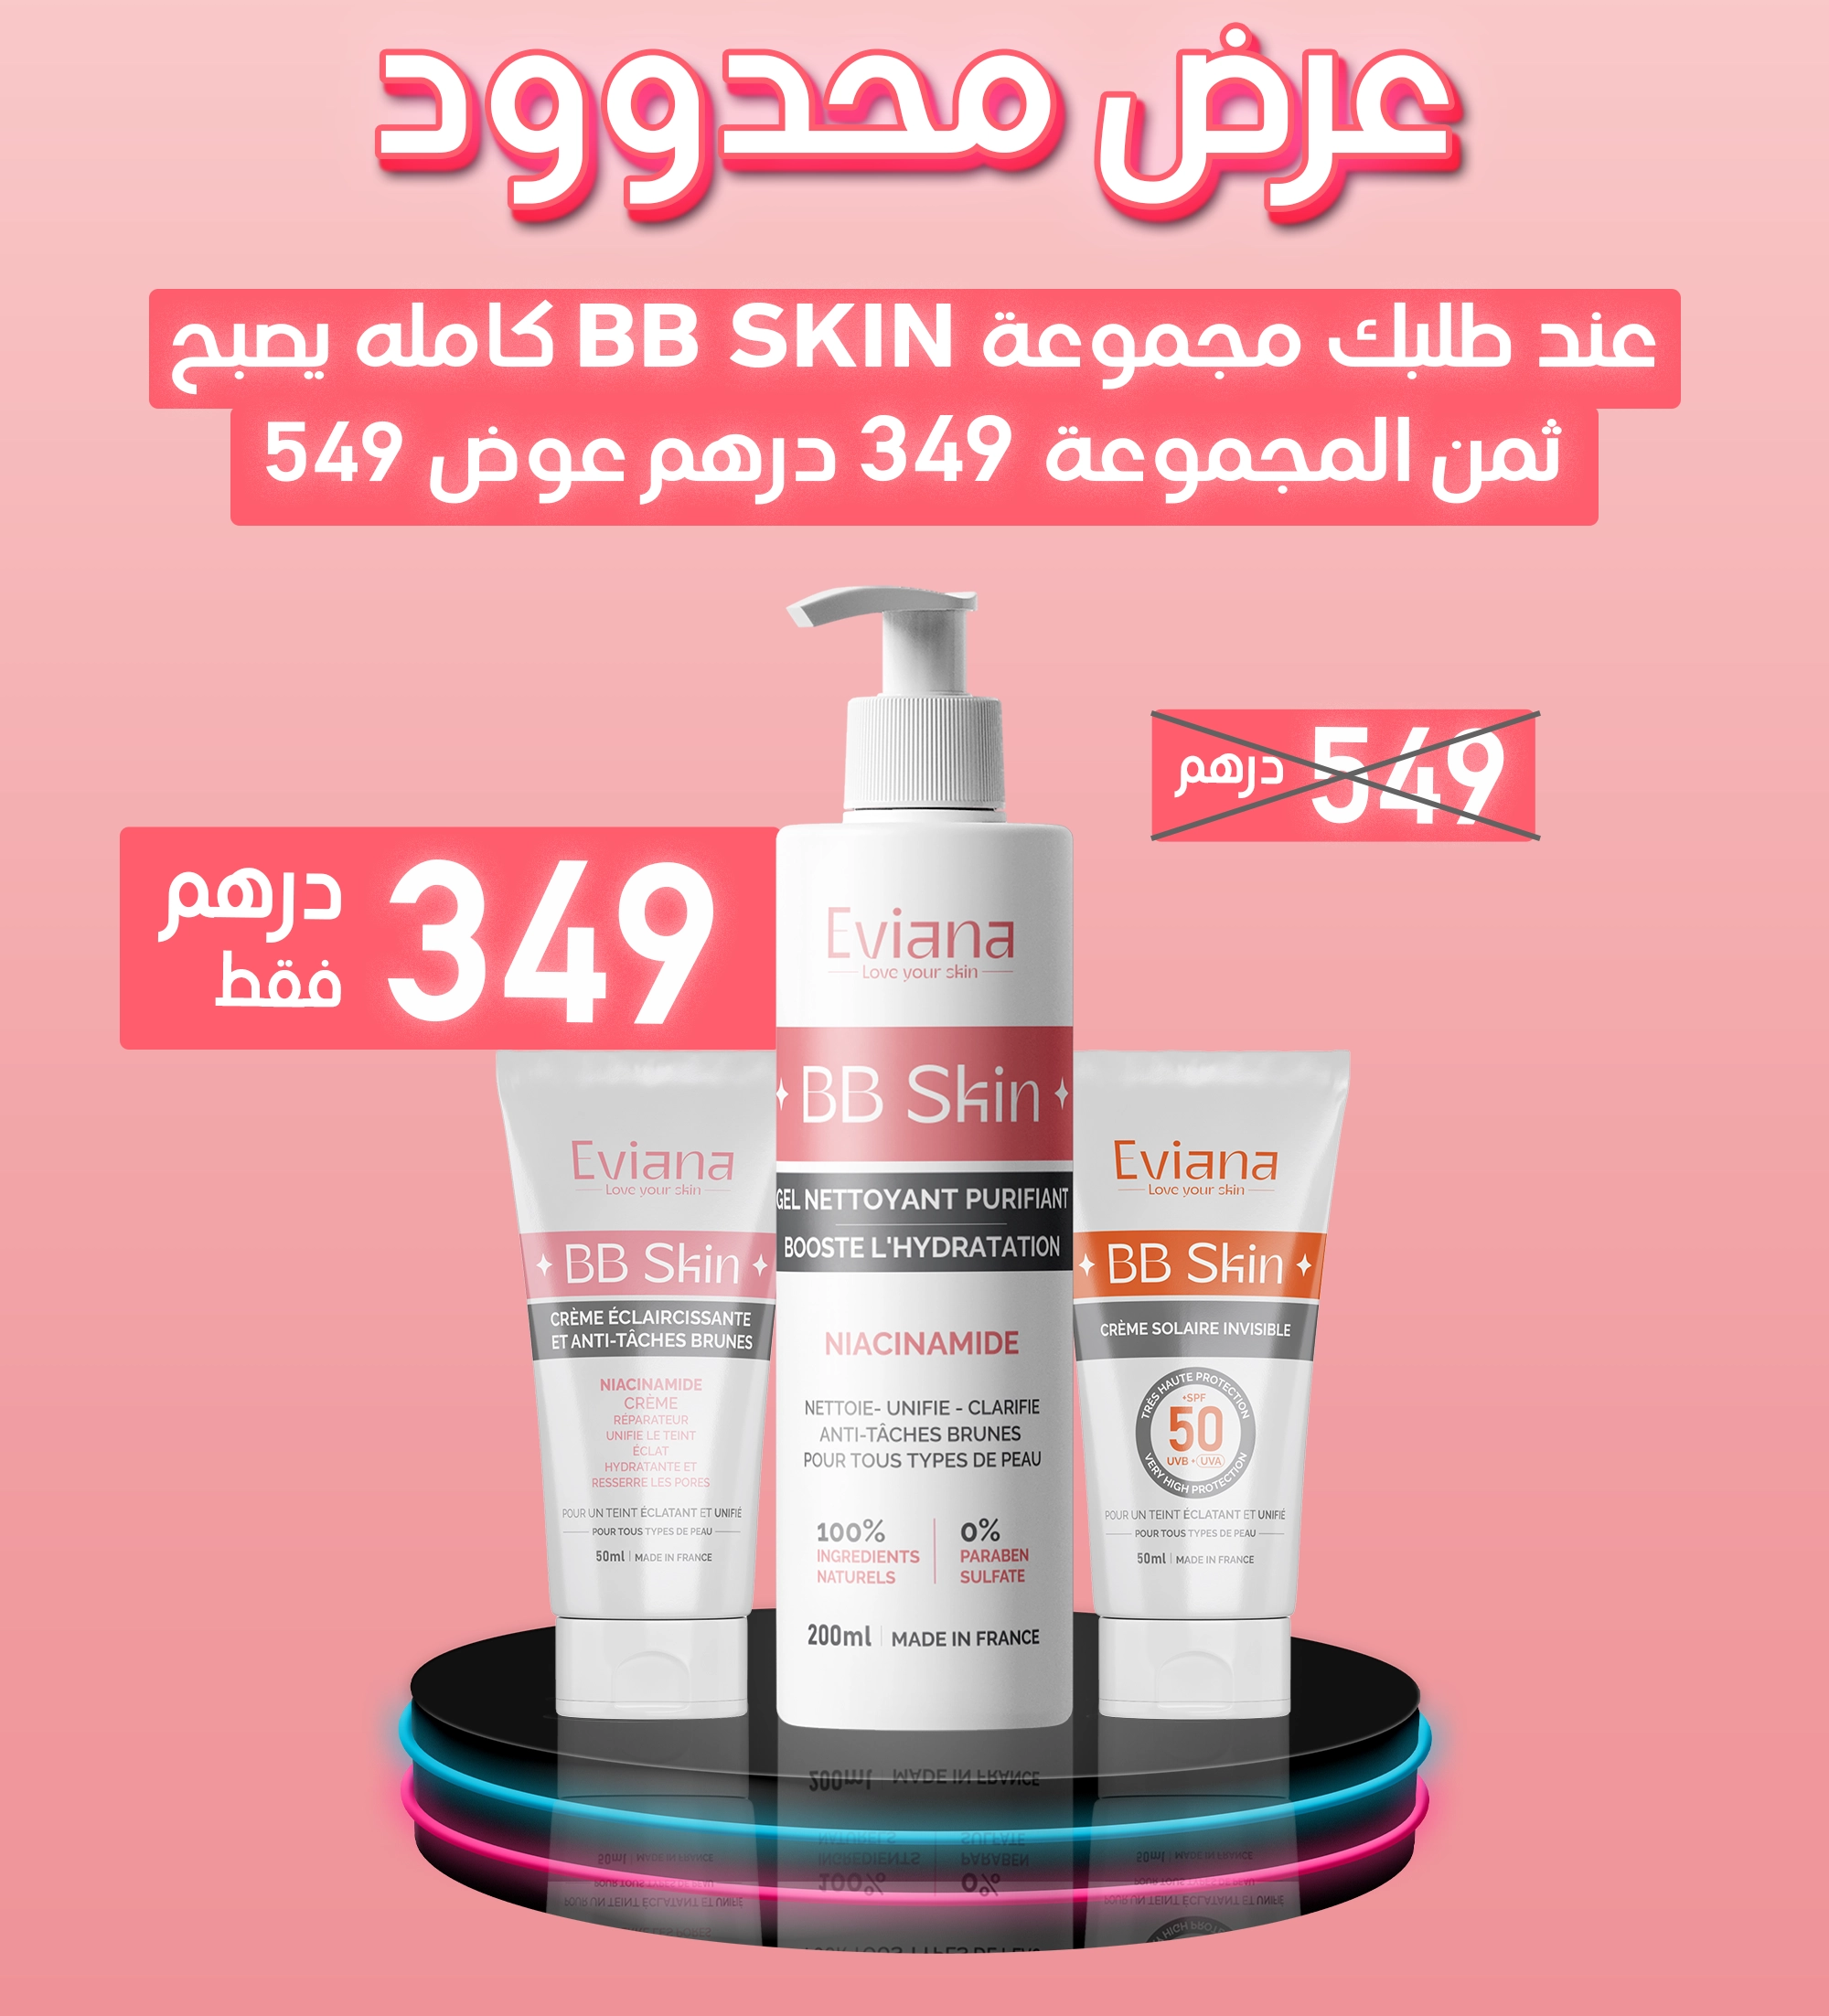 عرض محدوود
عند طلبك مجموعة BB SKIN كامله يصبح
ثمن المجموعة 349 درهم عوض 549
549 درهم
349 درهم
فقط
Eviana
Love your skin
BB Skin
GEL NETTOYANT PURIFIANT
BOOSTE L'HYDRATATION
NIACINAMIDE
NETTOIE- UNIFIE - CLARIFIE
ANTI-TÂCHES BRUNES
POUR TOUS TYPES DE PEAU
100%
INGREDIENTS
NATURELS
0%
PARABEN
SULFATE
200ml | MADE IN FRANCE
Eviana
Love your skin
BB Skin
CRÈME ÉCLAIRCISSANTE
ET ANTI-TÂCHES BRUNES
NIACINAMIDE
CRÈME
RÉPARATEUR
UNIFIE LE TEINT
ÉCLAT
HYDRATANTE ET
RESSERRE LES PORES
POUR UN TEINT ÉCLATANT ET UNIFIÉ
POUR TOUS TYPES DE PEAU
50ml | MADE IN FRANCE
Eviana
Love your skin
BB Skin
CRÈME SOLAIRE INVISIBLE
TRÈS HAUTE PROTECTION
+SPF
50
UVB + UVA
VERY HIGH PROTECTION
POUR UN TEINT ÉCLATANT ET UNIFIÉ
POUR TOUS TYPES DE PEAU
50ml | MADE IN FRANCE